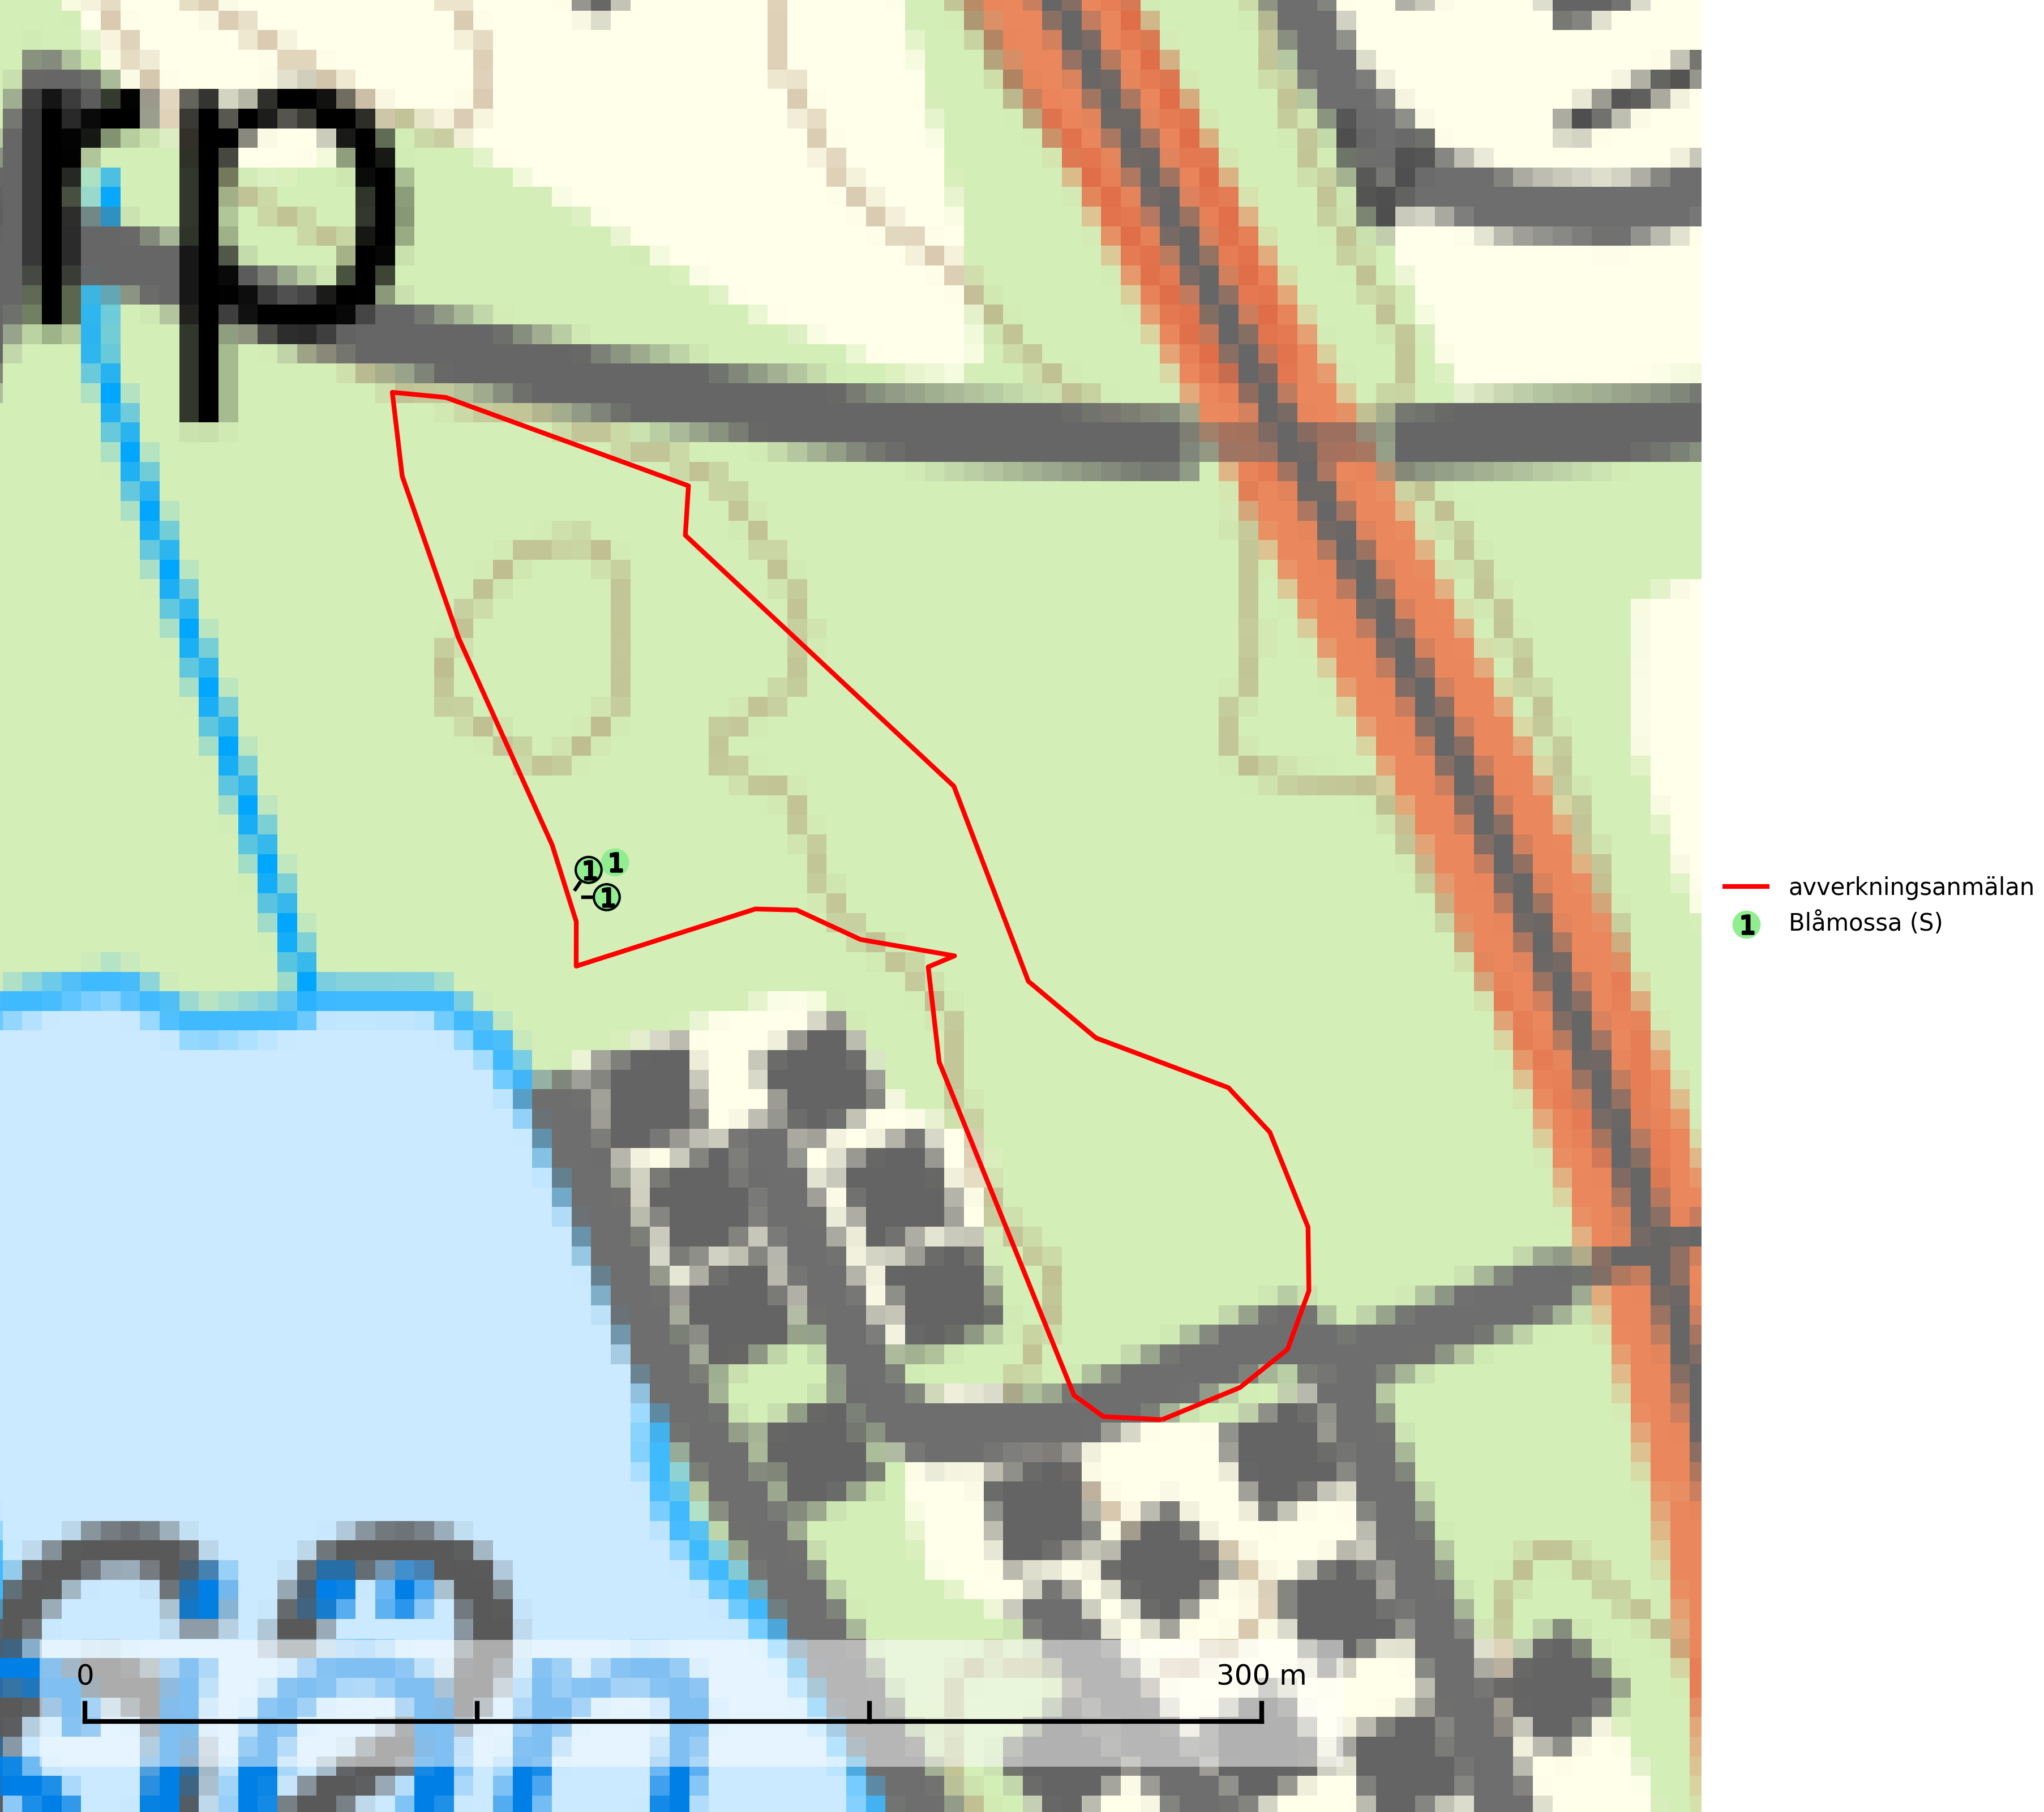 rp
1
1
1
avverkningsanmälan
1 Blåmossa (S)
0
300 m